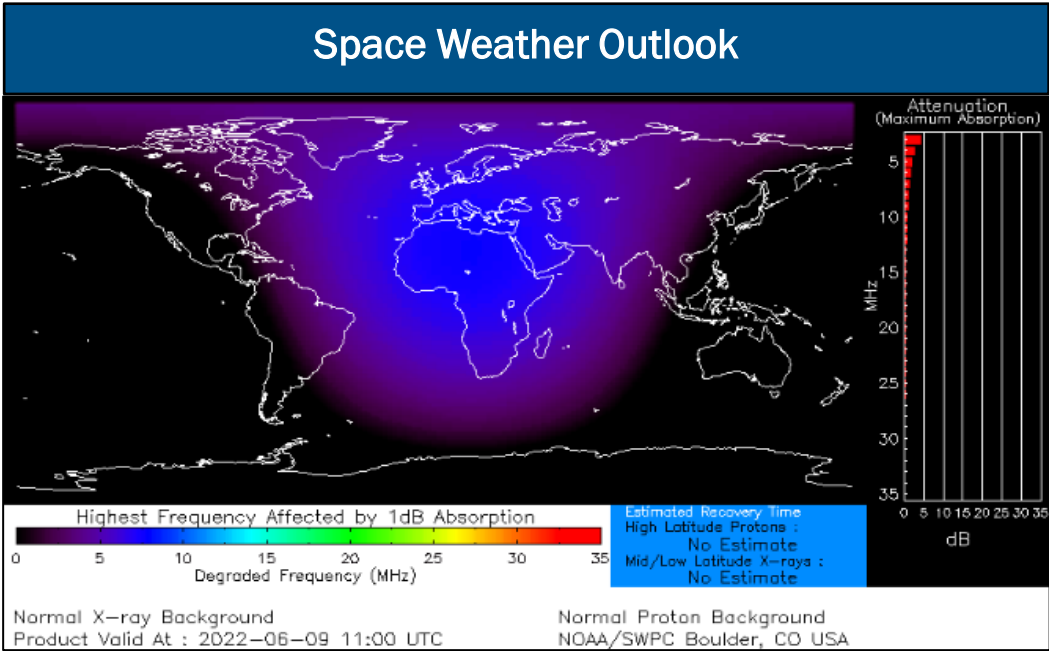 Space Weather Outlook
Attenuation
(Maximum Absorption)
5
10
15
20
25
30
35
MHz
0 5 10 15 20 25 30 35
dB
Highest Frequency Affected by 1dB Absorption
0 5 10 15 20 25 30 35
Degraded Frequency (MHz)
Estimated Recovery Time
High Latitude Protons :
No Estimate
Mid/Low Latitude X-rays :
No Estimate
Normal X-ray Background
Normal Proton Background
Product Valid At : 2022-06-09 11:00 UTC
NOAA/SWPC Boulder, CO USA